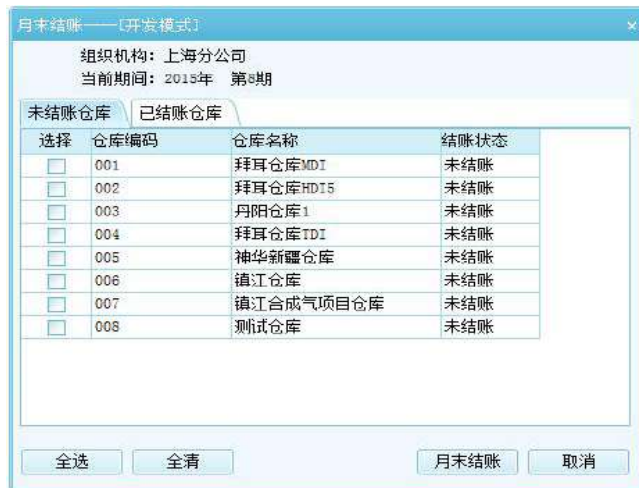 月末结账——[开发模式] ×
组织机构: 上海分公司
当前期间: 2015年 第8期
未结账仓库 已结账仓库
选择 仓库编码 仓库名称 结账状态
001 拜耳仓库MDI 未结账
002 拜耳仓库HDI5 未结账
003 丹阳仓库1 未结账
004 拜耳仓库TDI 未结账
005 神华新疆仓库 未结账
006 镇江仓库 未结账
007 镇江合成气项目仓库 未结账
008 测试仓库 未结账
全选 全清 月末结账 取消